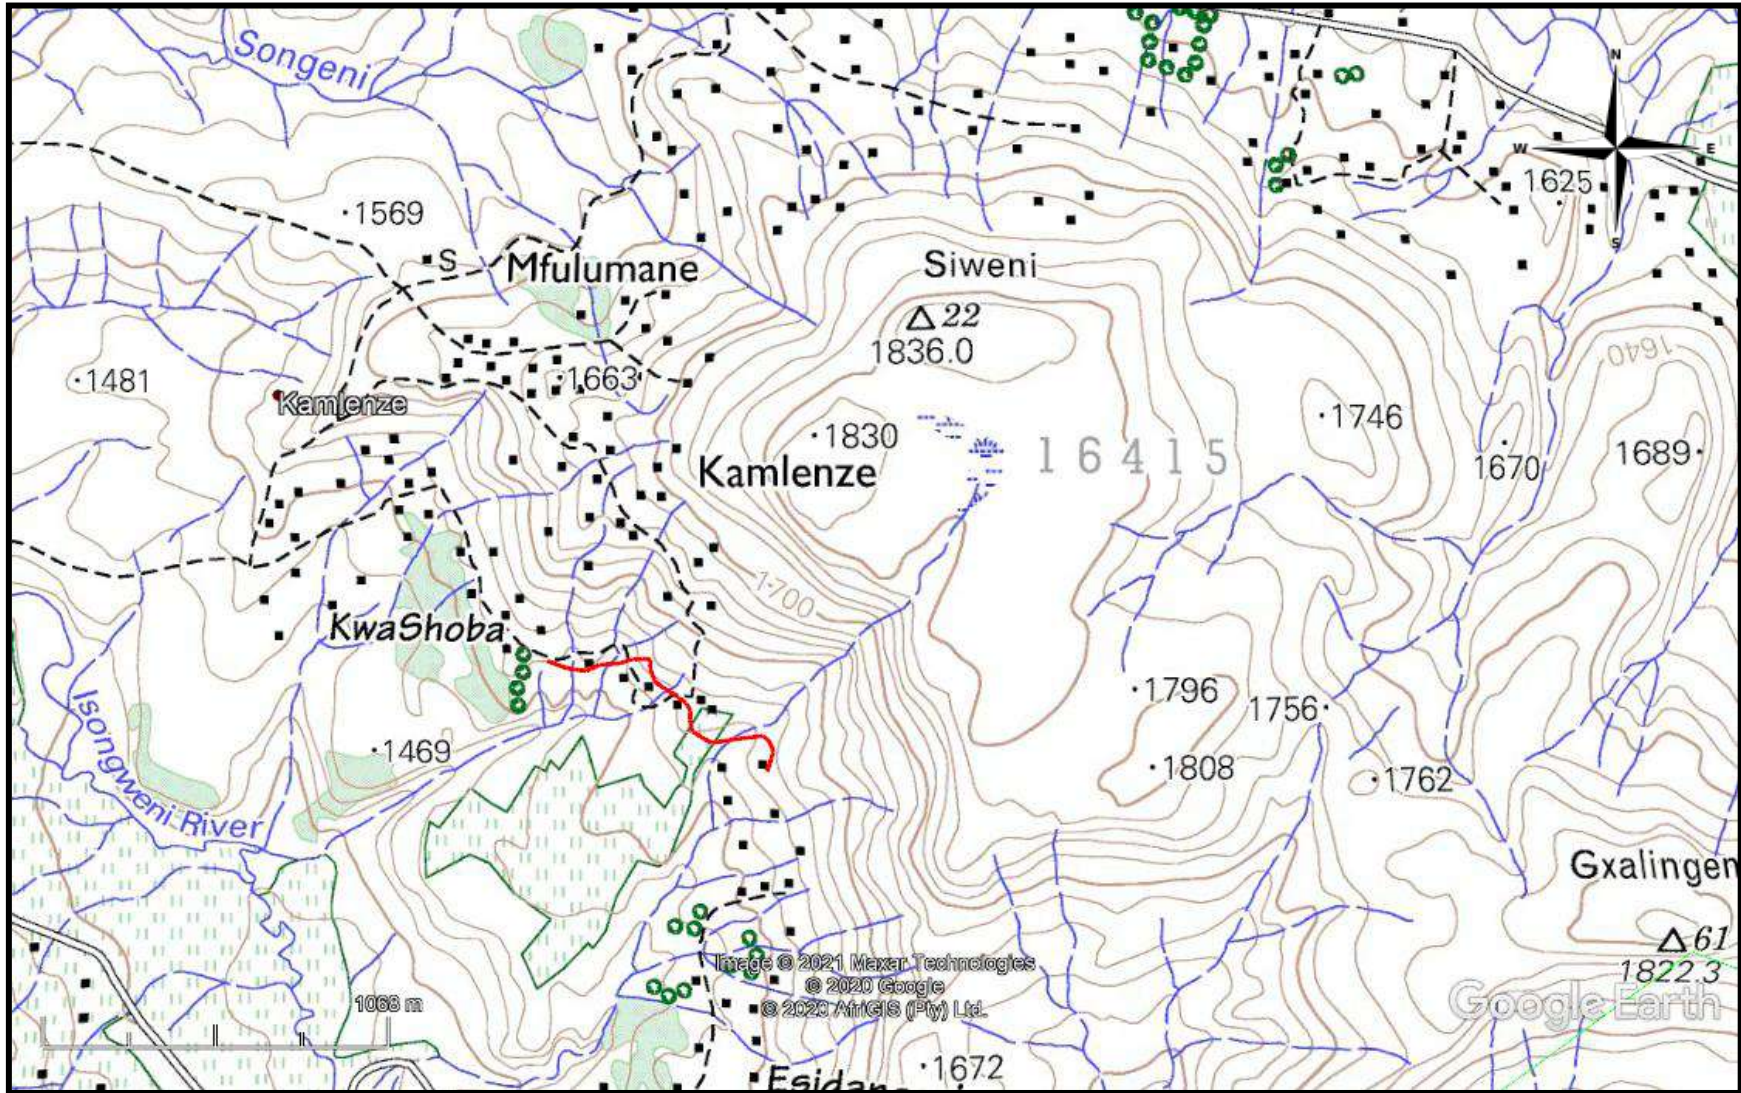 Songeni
N
W
E
S
1625
1569
S
Mfulumane
Siweni
22
1836.0
1640
1481
1663
Kamlenze
1830
1746
Kamlenze
16415
1670
1689
1700
KwaShoba
Isongweni River
1796
1756
1469
1808
1762
Gxalingen
61
1822.3
Image © 2021 Maxar Technologies
© 2020 Google
© 2020 AfriGIS (Pty) Ltd.
1068 m
Google Earth
1672